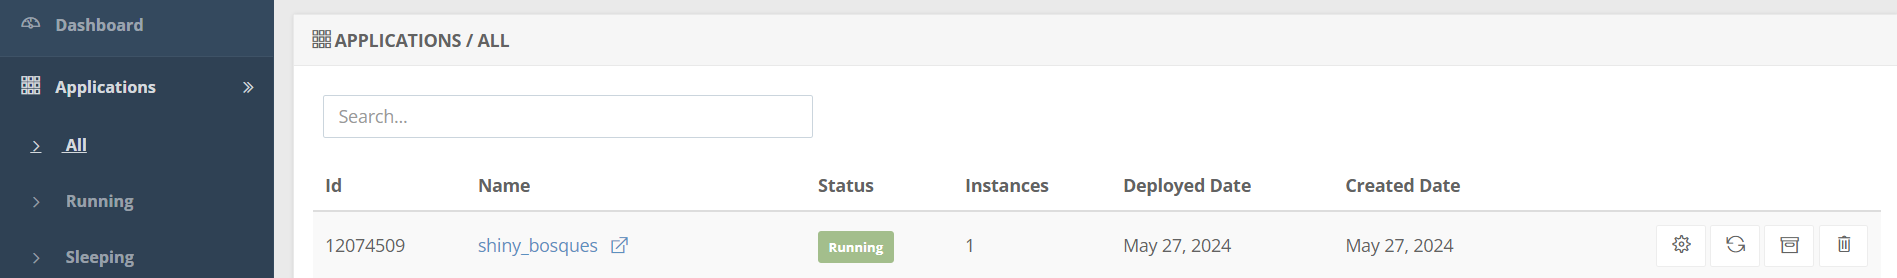 Dashboard
Applications
All
Running
Sleeping
APPLICATIONS / ALL
Search...
Id Name Status Instances Deployed Date Created Date
12074509 shiny_bosques Running 1 May 27, 2024 May 27, 2024